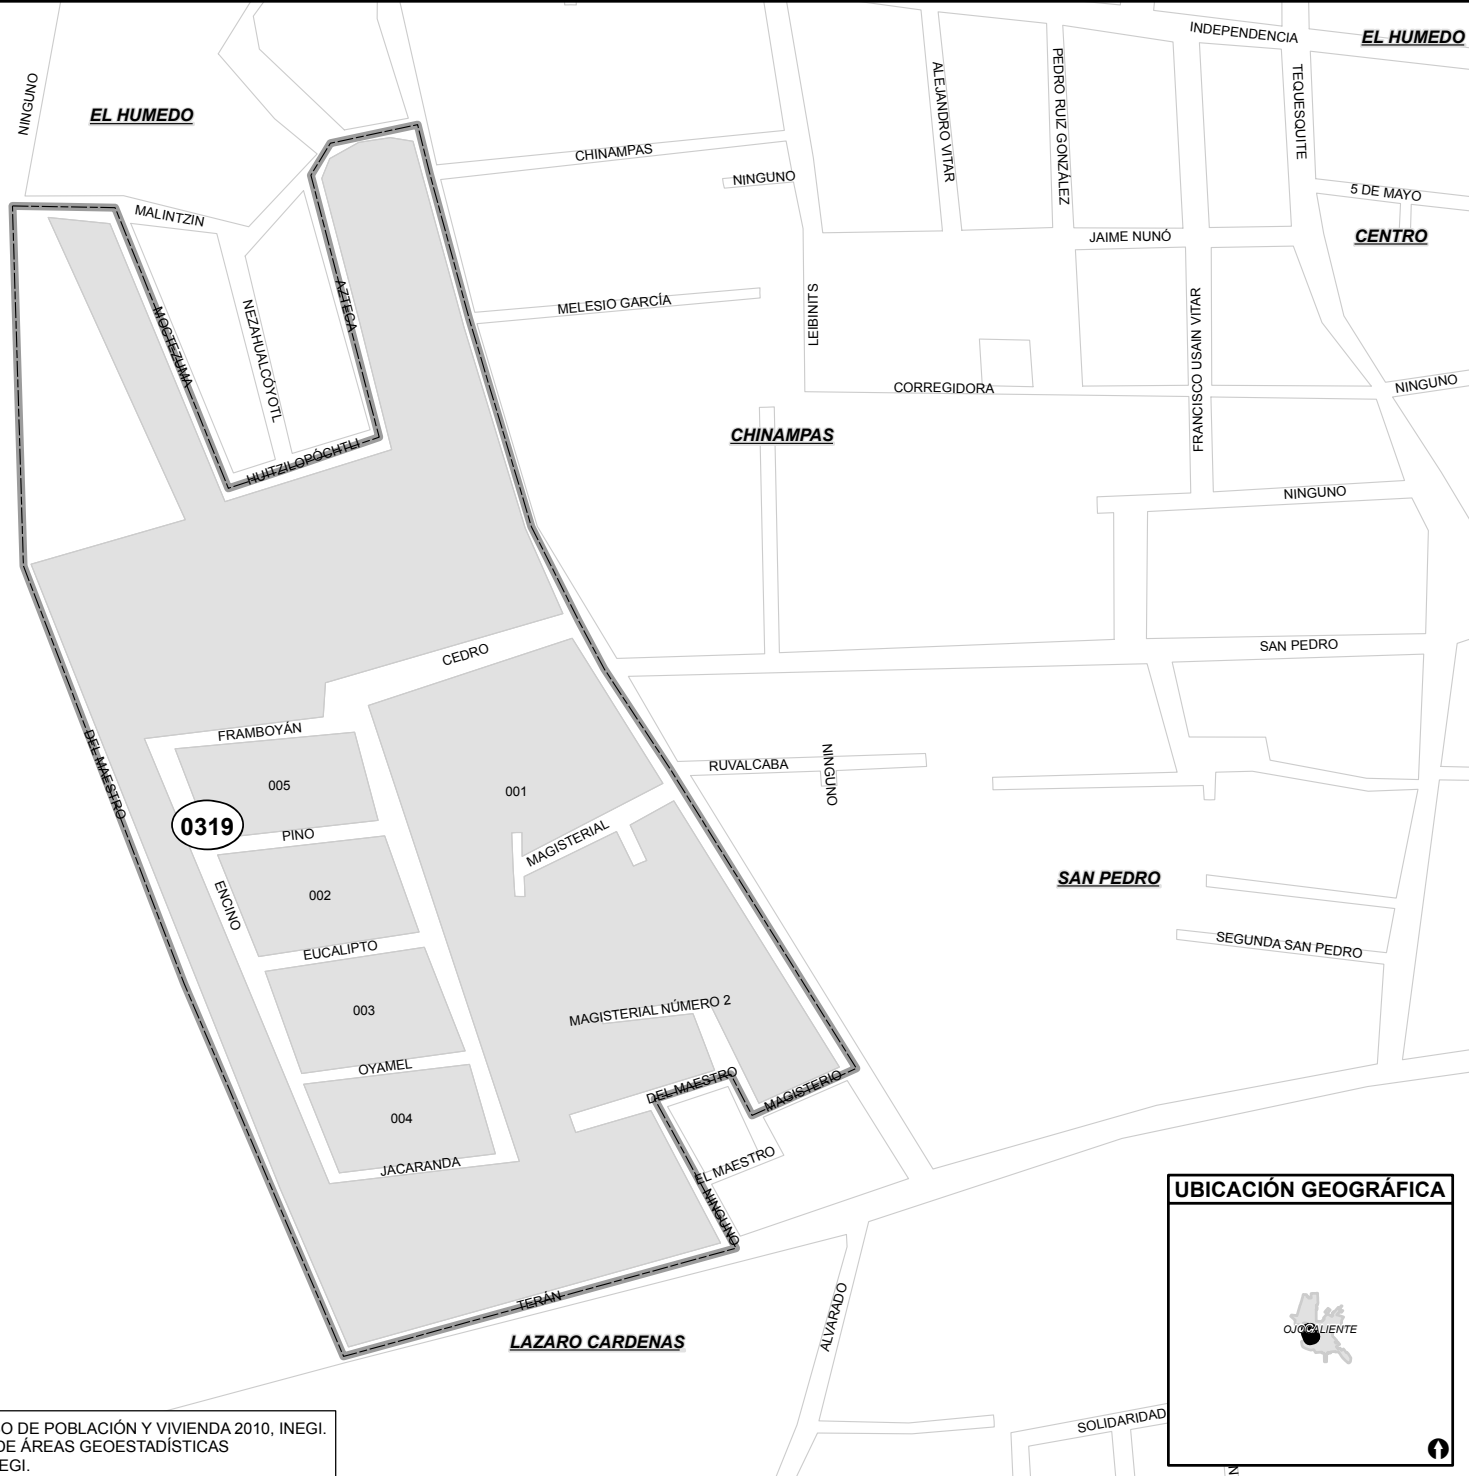 INDEPENDENCIA
EL HUMEDO
NINGUNO
EL HUMEDO
ALEJANDRO VITAR
PEDRO RUIZ GONZÁLEZ
TEQUESQUITE
CHINAMPAS
NINGUNO
5 DE MAYO
MALINTZIN
JAIME NUNÓ
CENTRO
AZTECA
MOCTEZUMA
NEZAHUALCÓYOTL
MELESIO GARCÍA
LEIBINITS
FRANCISCO USAIN VITAR
CORREGIDORA
NINGUNO
CHINAMPAS
HUITZILOPÓCHTLI
NINGUNO
CEDRO
SAN PEDRO
FRAMBOYÁN
DEL MAESTRO
RUVALCABA
NINGUNO
005
001
0319
PINO
MAGISTERIAL
ENCINO
002
SAN PEDRO
EUCALIPTO
SEGUNDA SAN PEDRO
003
MAGISTERIAL NÚMERO 2
OYAMEL
DEL MAESTRO
MAGISTERIO
004
JACARANDA
EL MAESTRO
NINGUNO
UBICACIÓN GEOGRÁFICA
TERÁN
ALVARADO
OJOCALIENTE
LAZARO CARDENAS
SOLIDARIDAD
O DE POBLACIÓN Y VIVIENDA 2010, INEGI.
DE ÁREAS GEOESTADÍSTICAS
EGI.
N